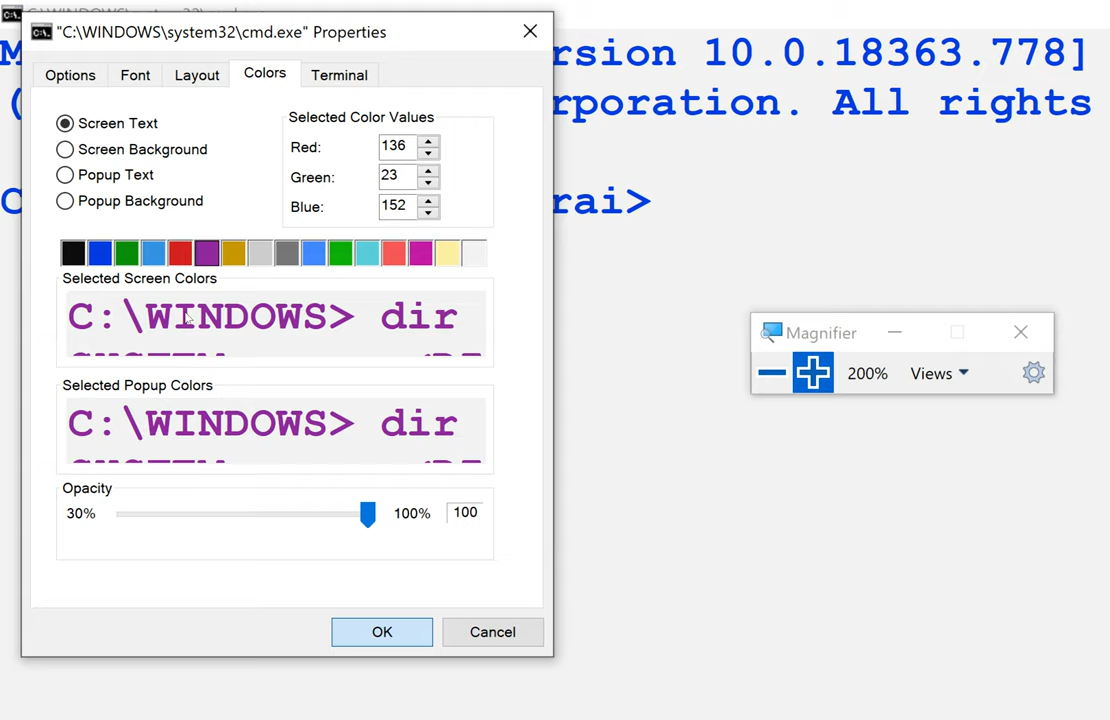 "C:\WINDOWS\system32\cmd.exe" Properties
rsion 10.0.18363.778]
rporation. All rights
rai>
Options Font Layout Colors Terminal
Screen Text
Screen Background
Popup Text
Popup Background
Selected Color Values
Red: 136
Green: 23
Blue: 152
Selected Screen Colors
C:\WINDOWS> dir
Selected Popup Colors
C:\WINDOWS> dir
Opacity
30% 100% 100
OK Cancel
Magnifier
200% Views